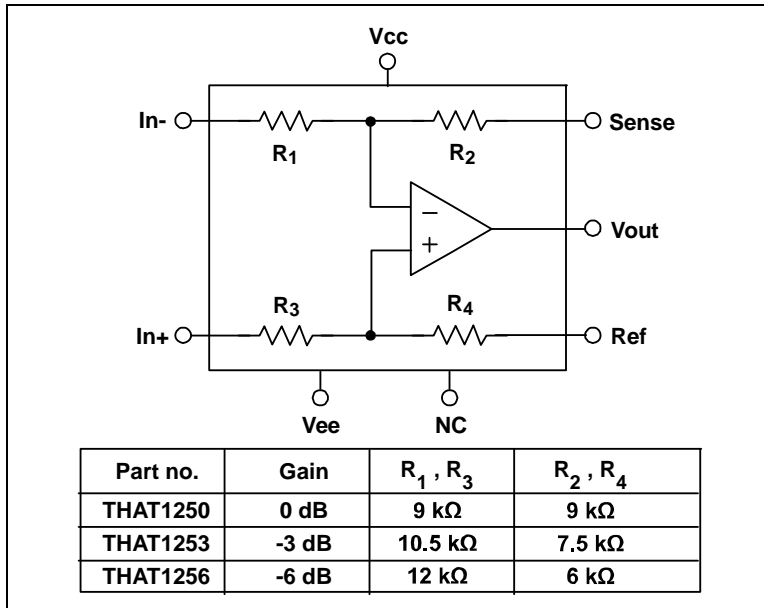 Vcc
In-
R1
R2
Sense
−
+
Vout
In+
R3
R4
Ref
Vee
NC
Part no. Gain R1 , R3 R2 , R4
THAT1250 0 dB 9 kΩ 9 kΩ
THAT1253 -3 dB 10.5 kΩ 7.5 kΩ
THAT1256 -6 dB 12 kΩ 6 kΩ